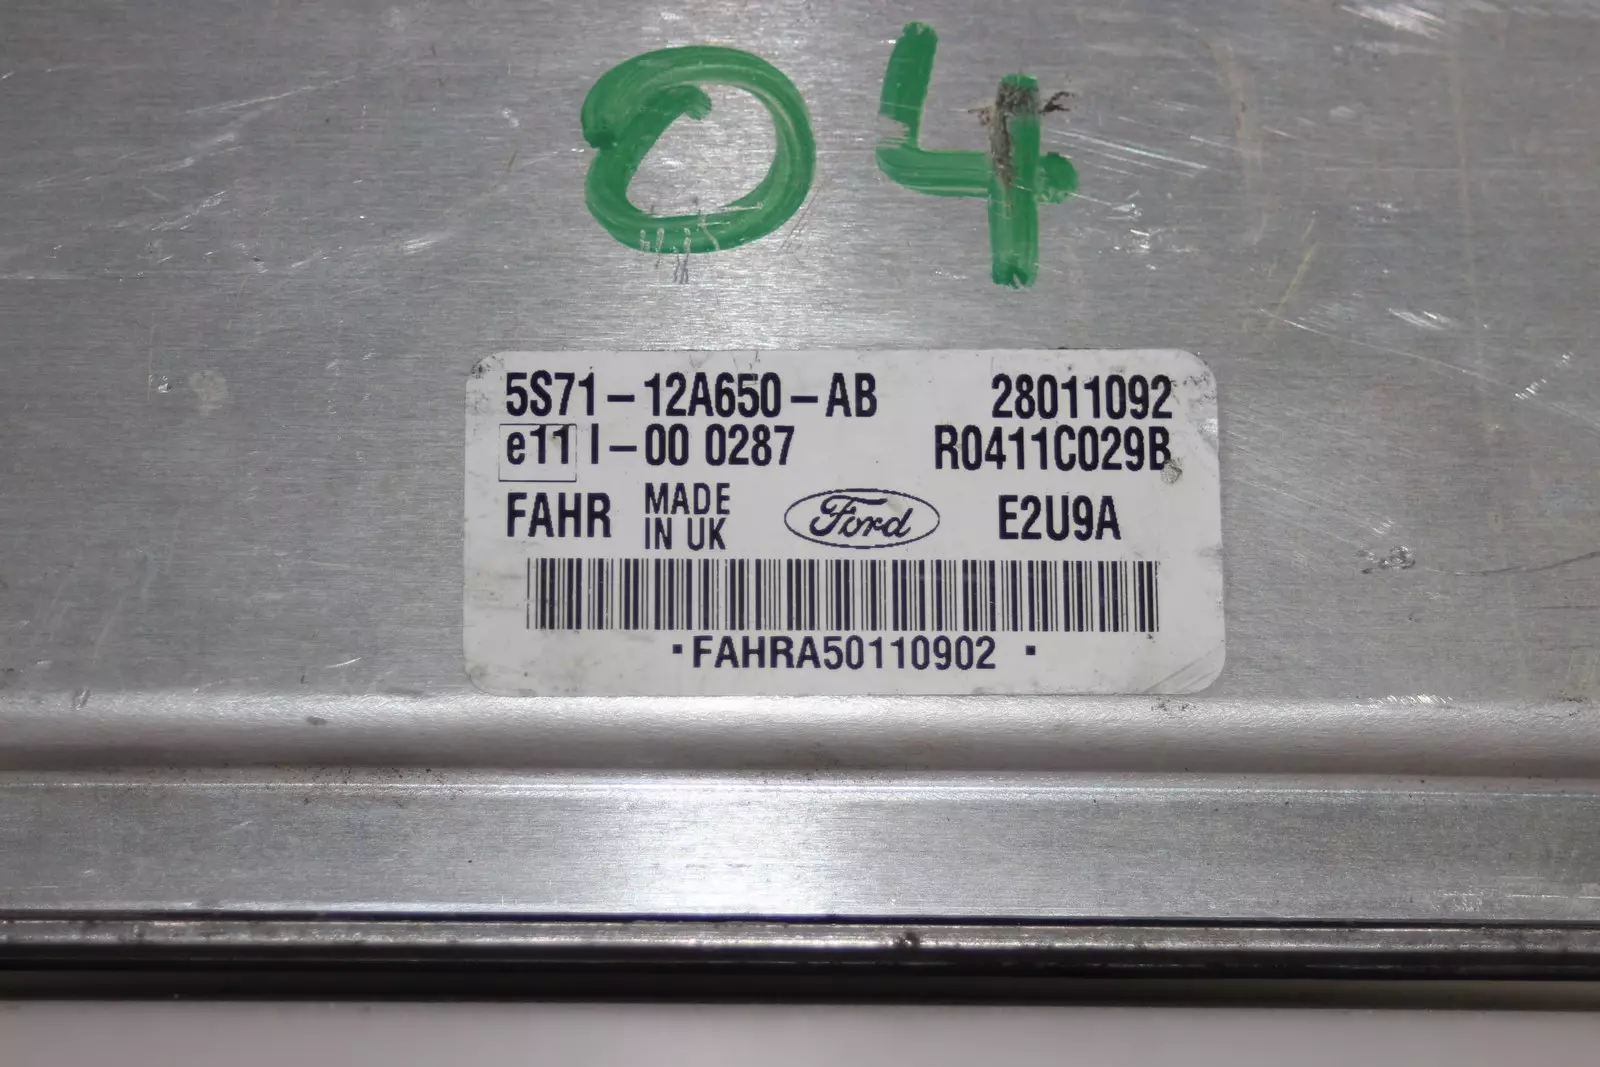 04
5S71-12A650-AB 28011092
e11 I-00 0287 R0411C029B
FAHR MADE IN UK Ford E2U9A
·FAHRA50110902 ·